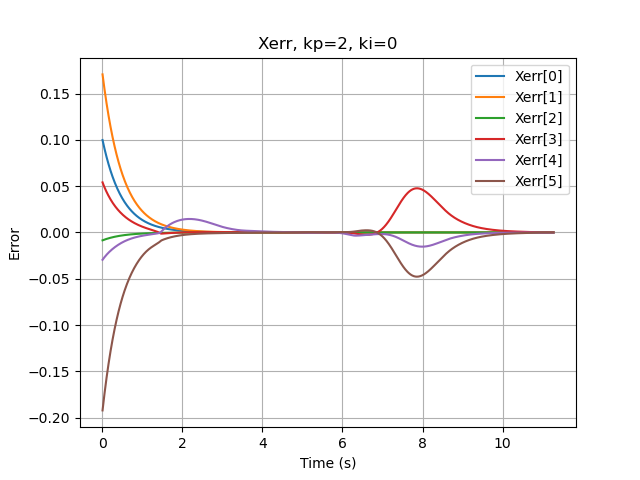 Xerr, kp=2, ki=0
Xerr[0]
Xerr[1]
Xerr[2]
Xerr[3]
Xerr[4]
Xerr[5]
0.15
0.10
0.05
0.00
−0.05
−0.10
−0.15
−0.20
Error
0 2 4 6 8 10
Time (s)